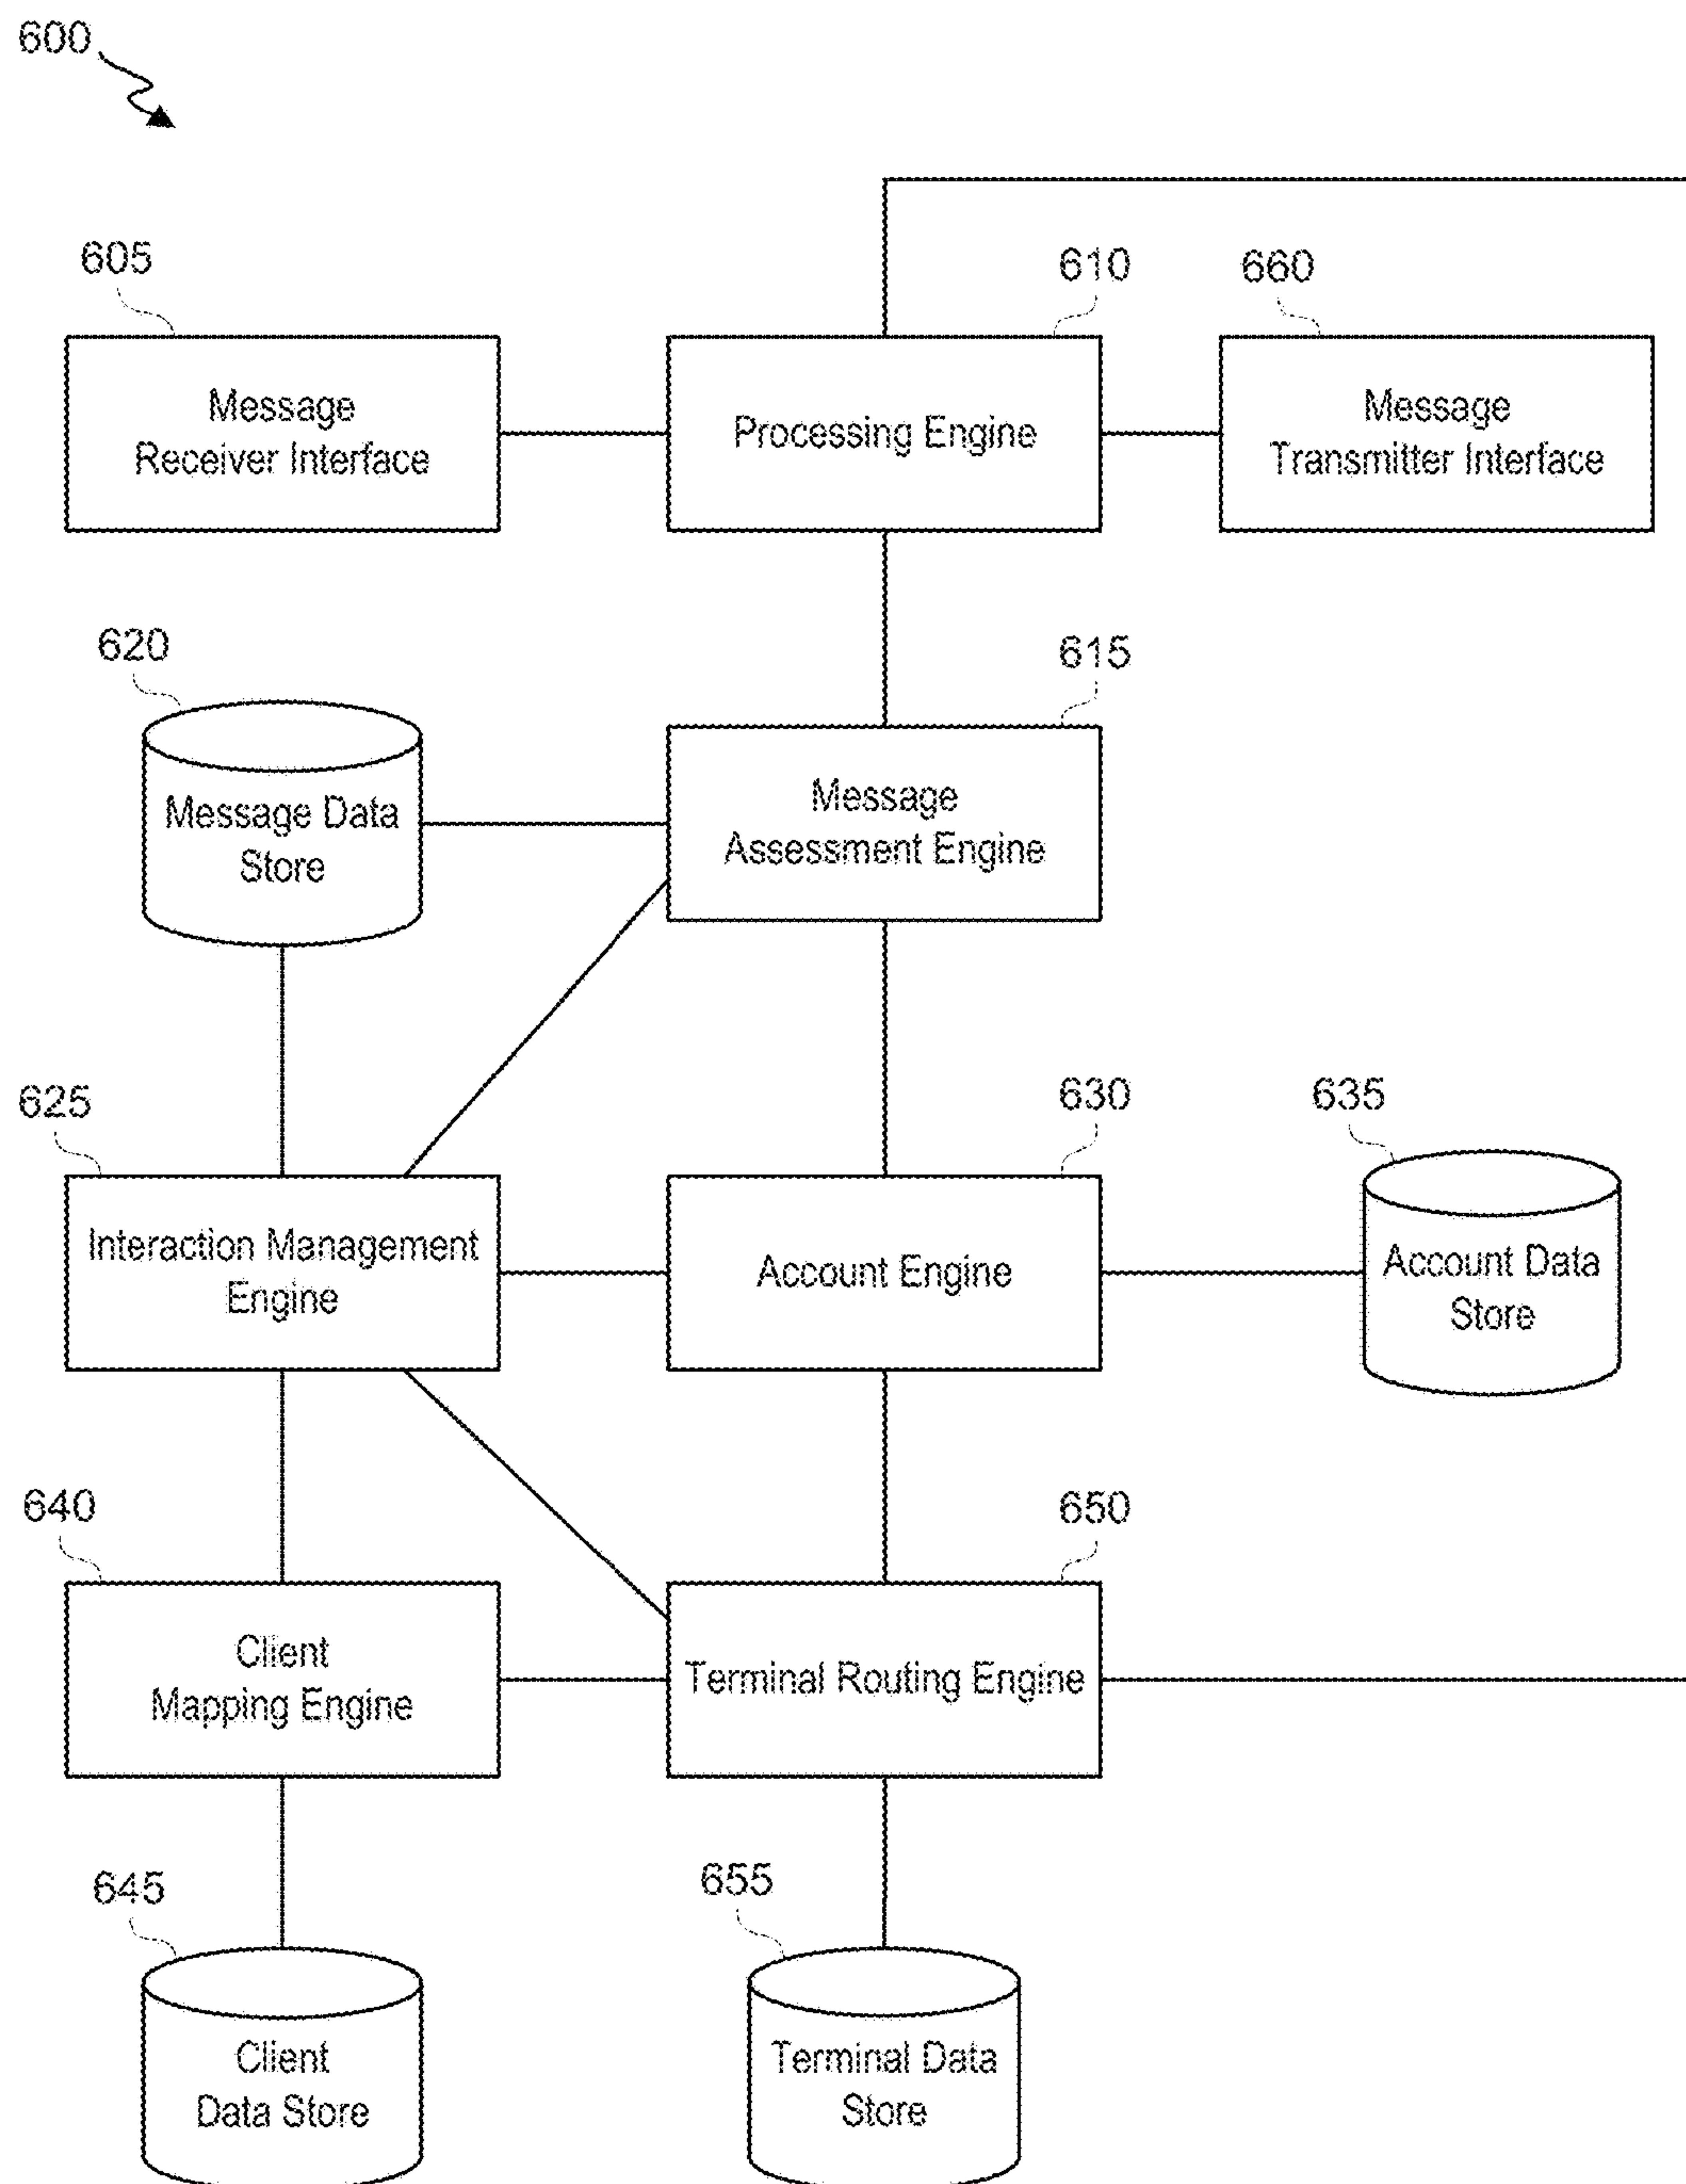 600
605
Message
Receiver Interface
610
Processing Engine
660
Message
Transmitter Interface
620
Message Data
Store
615
Message
Assessment Engine
625
Interaction Management
Engine
630
Account Engine
635
Account Data
Store
640
Client
Mapping Engine
650
Terminal Routing Engine
645
Client
Data Store
655
Terminal Data
Store